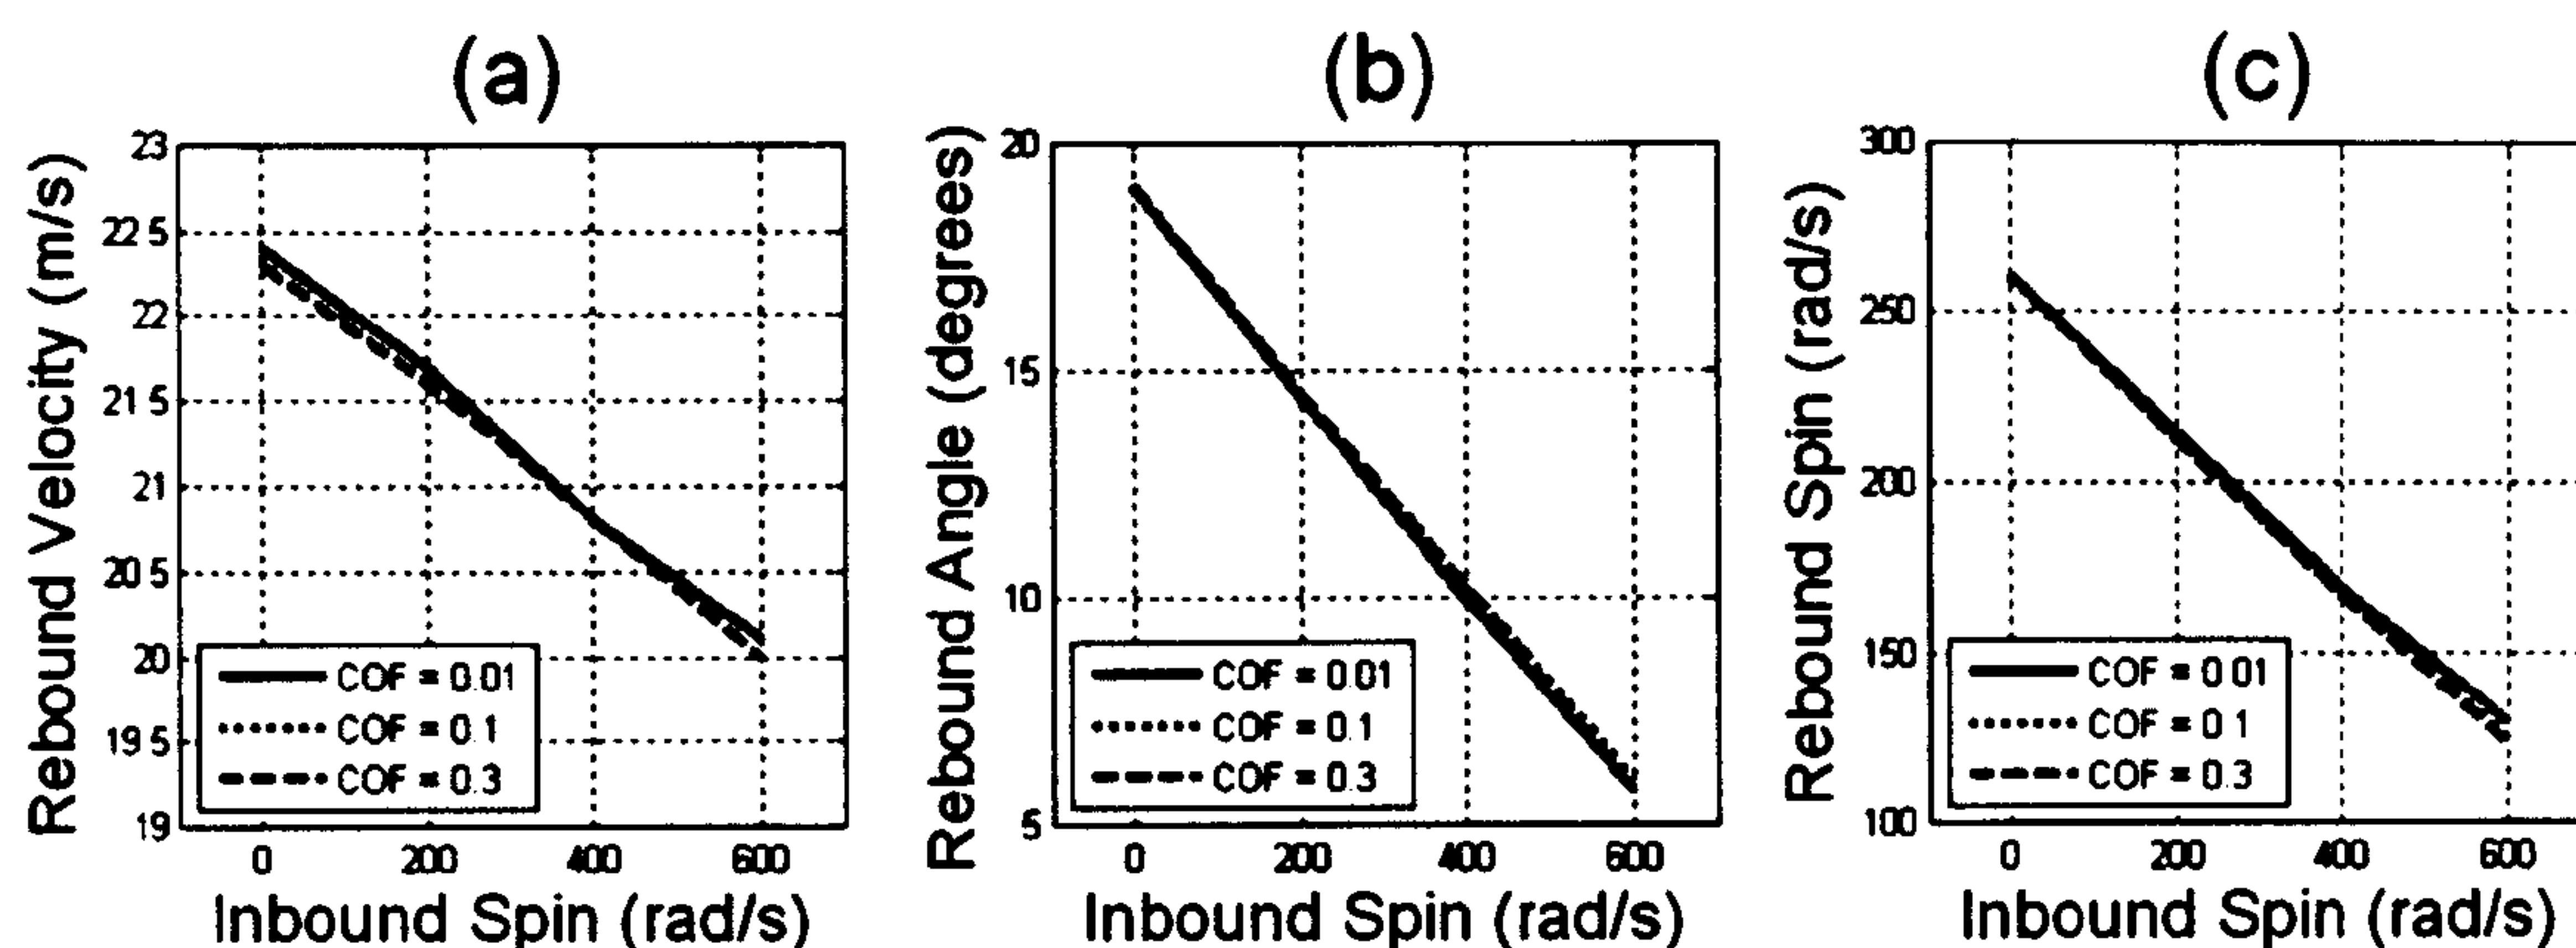 (a)
Rebound Velocity (m/s)
23
22 5
22
21 5
21
20 5
20
19 5
19
COF = 0.01
COF = 0.1
COF = 0.3
0 200 400 600
Inbound Spin (rad/s)
(b)
Rebound Angle (degrees)
20
15
10
5
COF = 0.01
COF = 0.1
COF = 0.3
0 200 400 600
Inbound Spin (rad/s)
(c)
Rebound Spin (rad/s)
300
250
200
150
100
COF = 0 01
COF = 0 1
COF = 0.3
0 200 400 600
Inbound Spin (rad/s)